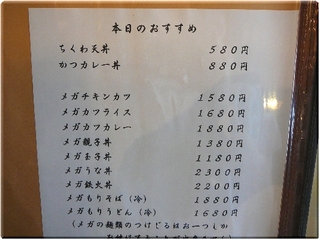 本日のおすすめ
ちくわ天丼 580円
かつカレー丼 880円
メガチキンカツ 1580円
メガカツライス 1680円
メガカツカレー 1880円
メガ親子丼 1380円
メガ玉子丼 1180円
メガうな丼 2300円
メガ鉄火丼 2200円
メガもりそば（冷） 1880円
メガもりうどん（冷） 1680円
（メガの麺類のつけじるはお一つしか